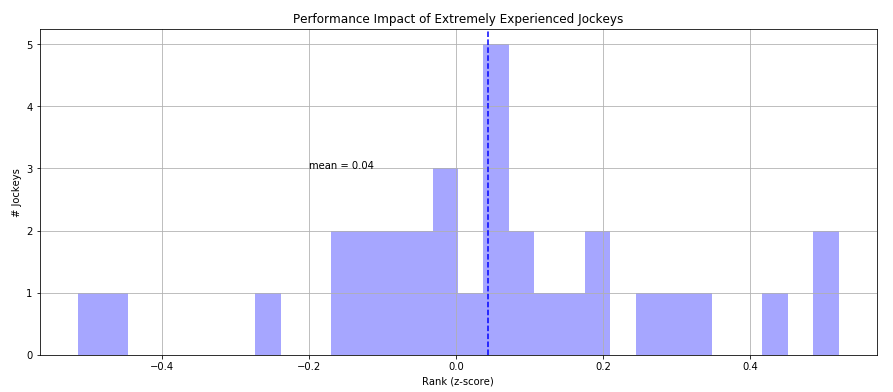 Performance Impact of Extremely Experienced Jockeys
5
4
3
2
1
0
# Jockeys
mean = 0.04
−0.4
−0.2
0.0
0.2
0.4
Rank (z-score)